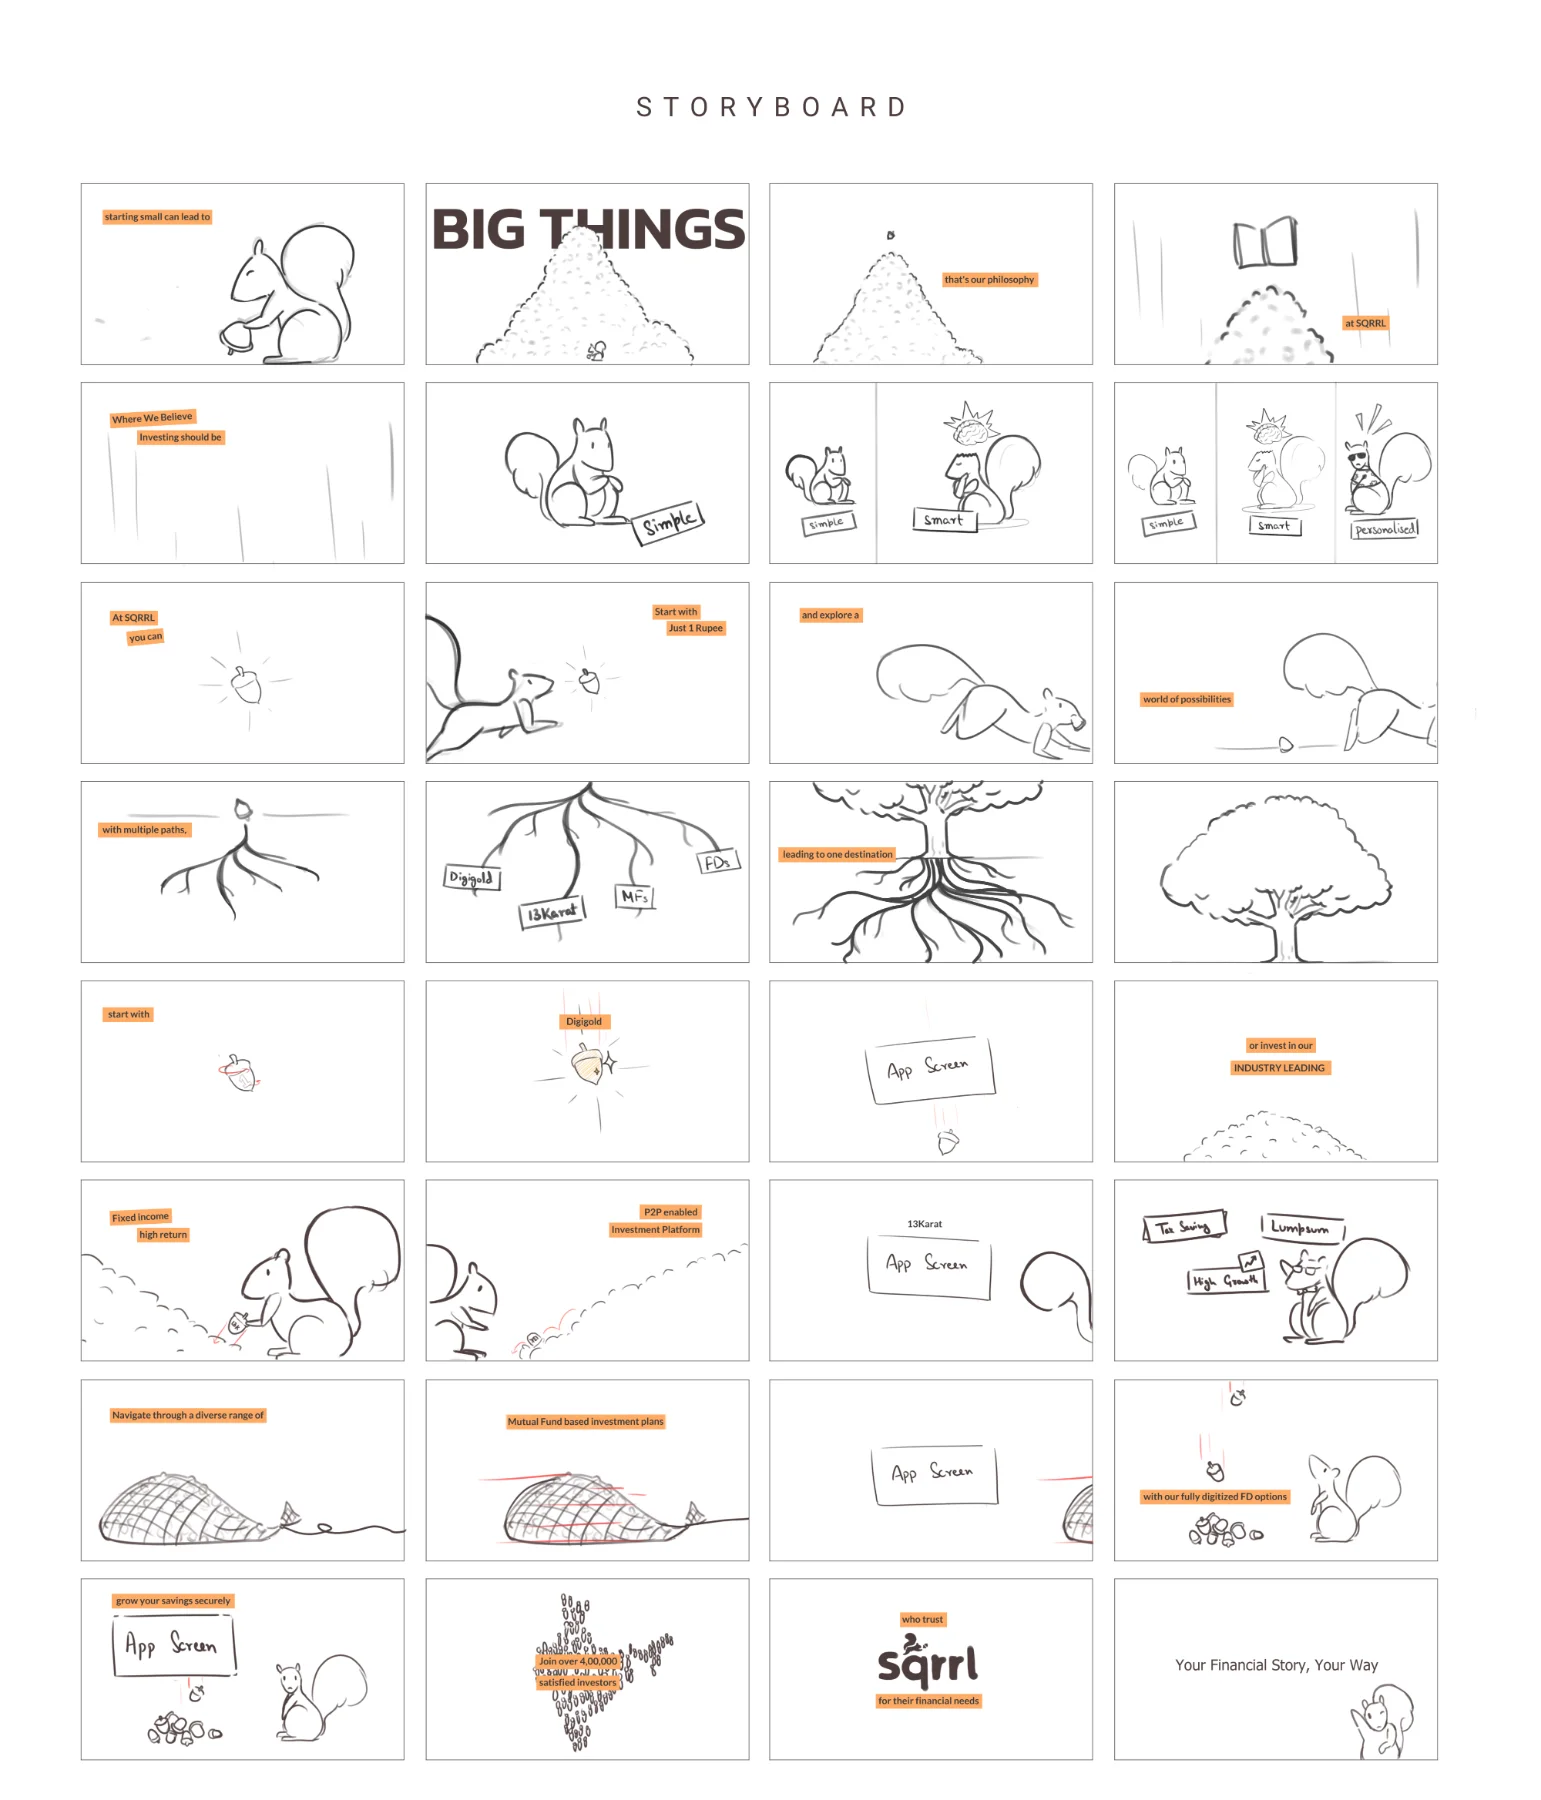 STORYBOARD
starting small can lead to
BIG THINGS
that's our philosophy
at SQRRL
Where We Believe
Investing should be
Simple
simple
smart
simple
smart
personalised
At SQRRL
you can
Start with
Just 1 Rupee
and explore a
world of possibilities
with multiple paths,
Digigold
13Karat
MFs
FDs
leading to one destination
start with
Digigold
App Screen
or invest in our
INDUSTRY LEADING
Fixed income
high return
P2P enabled
Investment Platform
13Karat
App Screen
Tax Saving
Lumpsum
High Growth
Navigate through a diverse range of
Mutual Fund based investment plans
App Screen
with our fully digitized FD options
grow your savings securely
App Screen
Join over 4,00,000
satisfied investors
who trust
sqrrl
for their financial needs
Your Financial Story, Your Way